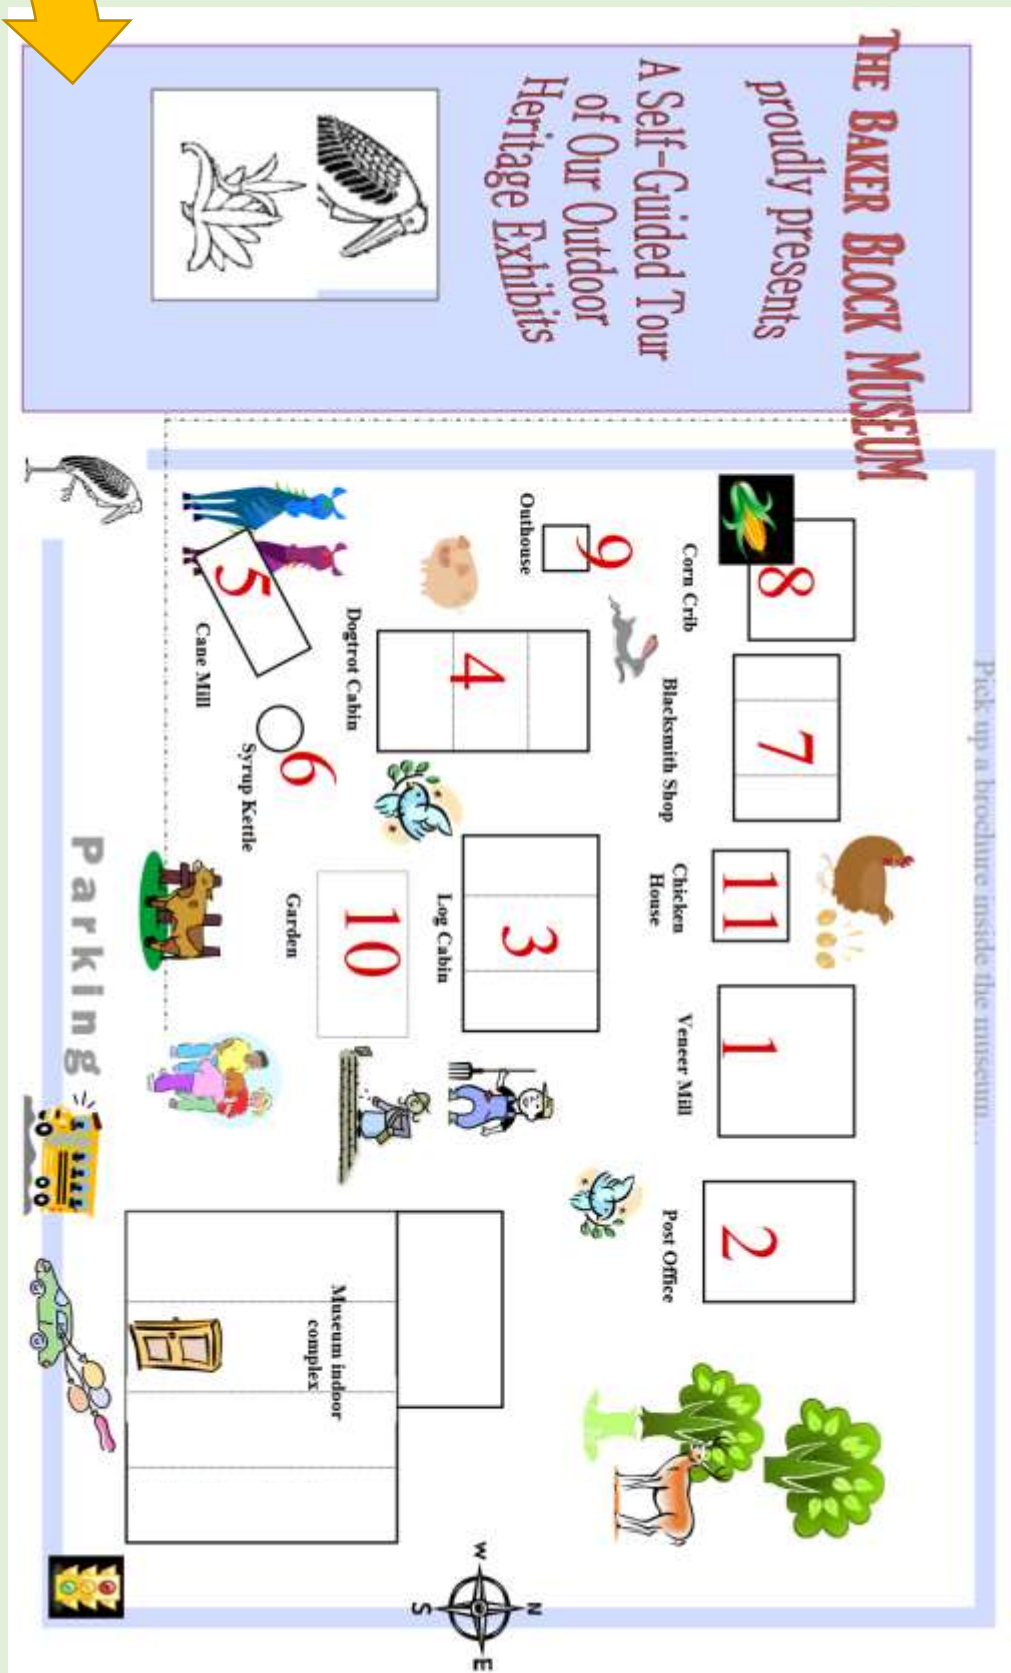 THE BAKER BLOCK MUSEUM
proudly presents
A Self-Guided Tour
of Our Outdoor
Heritage Exhibits
Pick up a brochure inside the museum...
8
Corn Crib
7
Blacksmith Shop
11
Chicken
House
1
Veneer Mill
2
Post Office
9
Outhouse
4
Dogtrot Cabin
3
Log Cabin
10
Garden
5
Cane Mill
6
Syrup Kettle
Museum indoor
complex
Parking
N
W
E
S